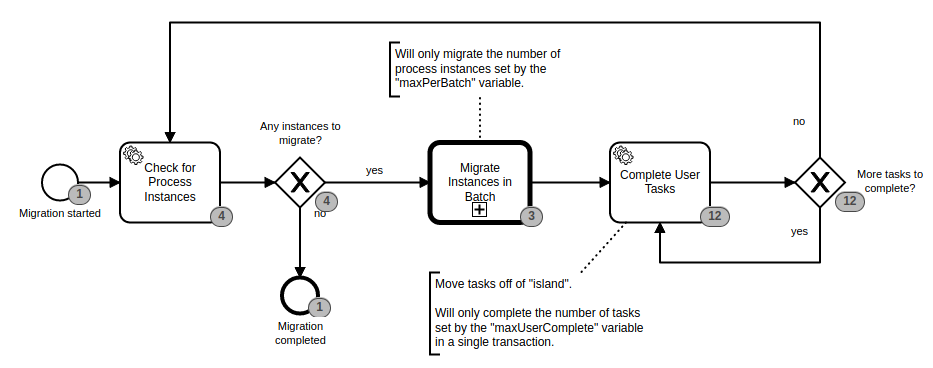 Will only migrate the number of
process instances set by the
"maxPerBatch" variable.
Any instances to
migrate?
no
Check for
Process
Instances
Migrate
Instances in
Batch
Complete User
Tasks
More tasks to
complete?
yes
1
4
4
3
12
12
Migration started
no
yes
Move tasks off of "island".
Will only complete the number of tasks
set by the "maxUserComplete" variable
in a single transaction.
1
Migration
completed